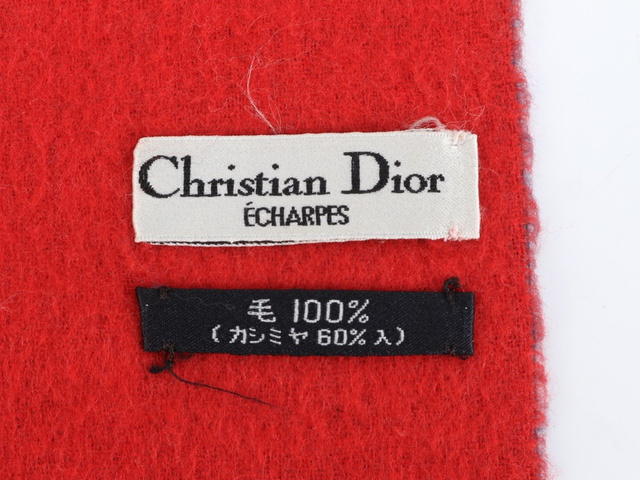 Christian Dior
ÉCHARPES
毛 100%
(カシミヤ 60% 入)